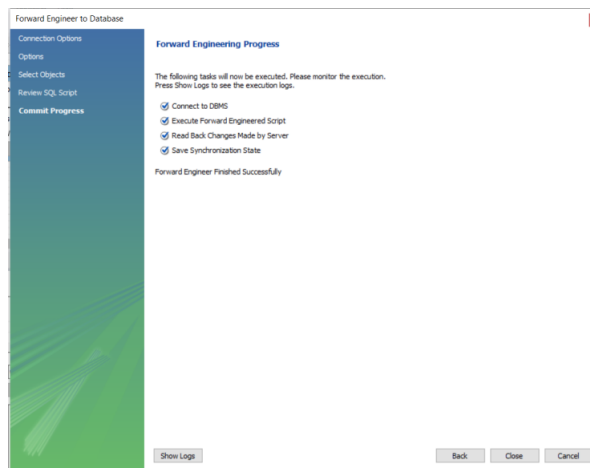 Forward Engineer to Database
Connection Options
Options
Select Objects
Review SQL Script
Commit Progress
Forward Engineering Progress
The following tasks will now be executed. Please monitor the execution.
Press Show Logs to see the execution logs.
Connect to DBMS
Execute Forward Engineered Script
Read Back Changes Made by Server
Save Synchronization State
Forward Engineer Finished Successfully
Show Logs
Back
Close
Cancel